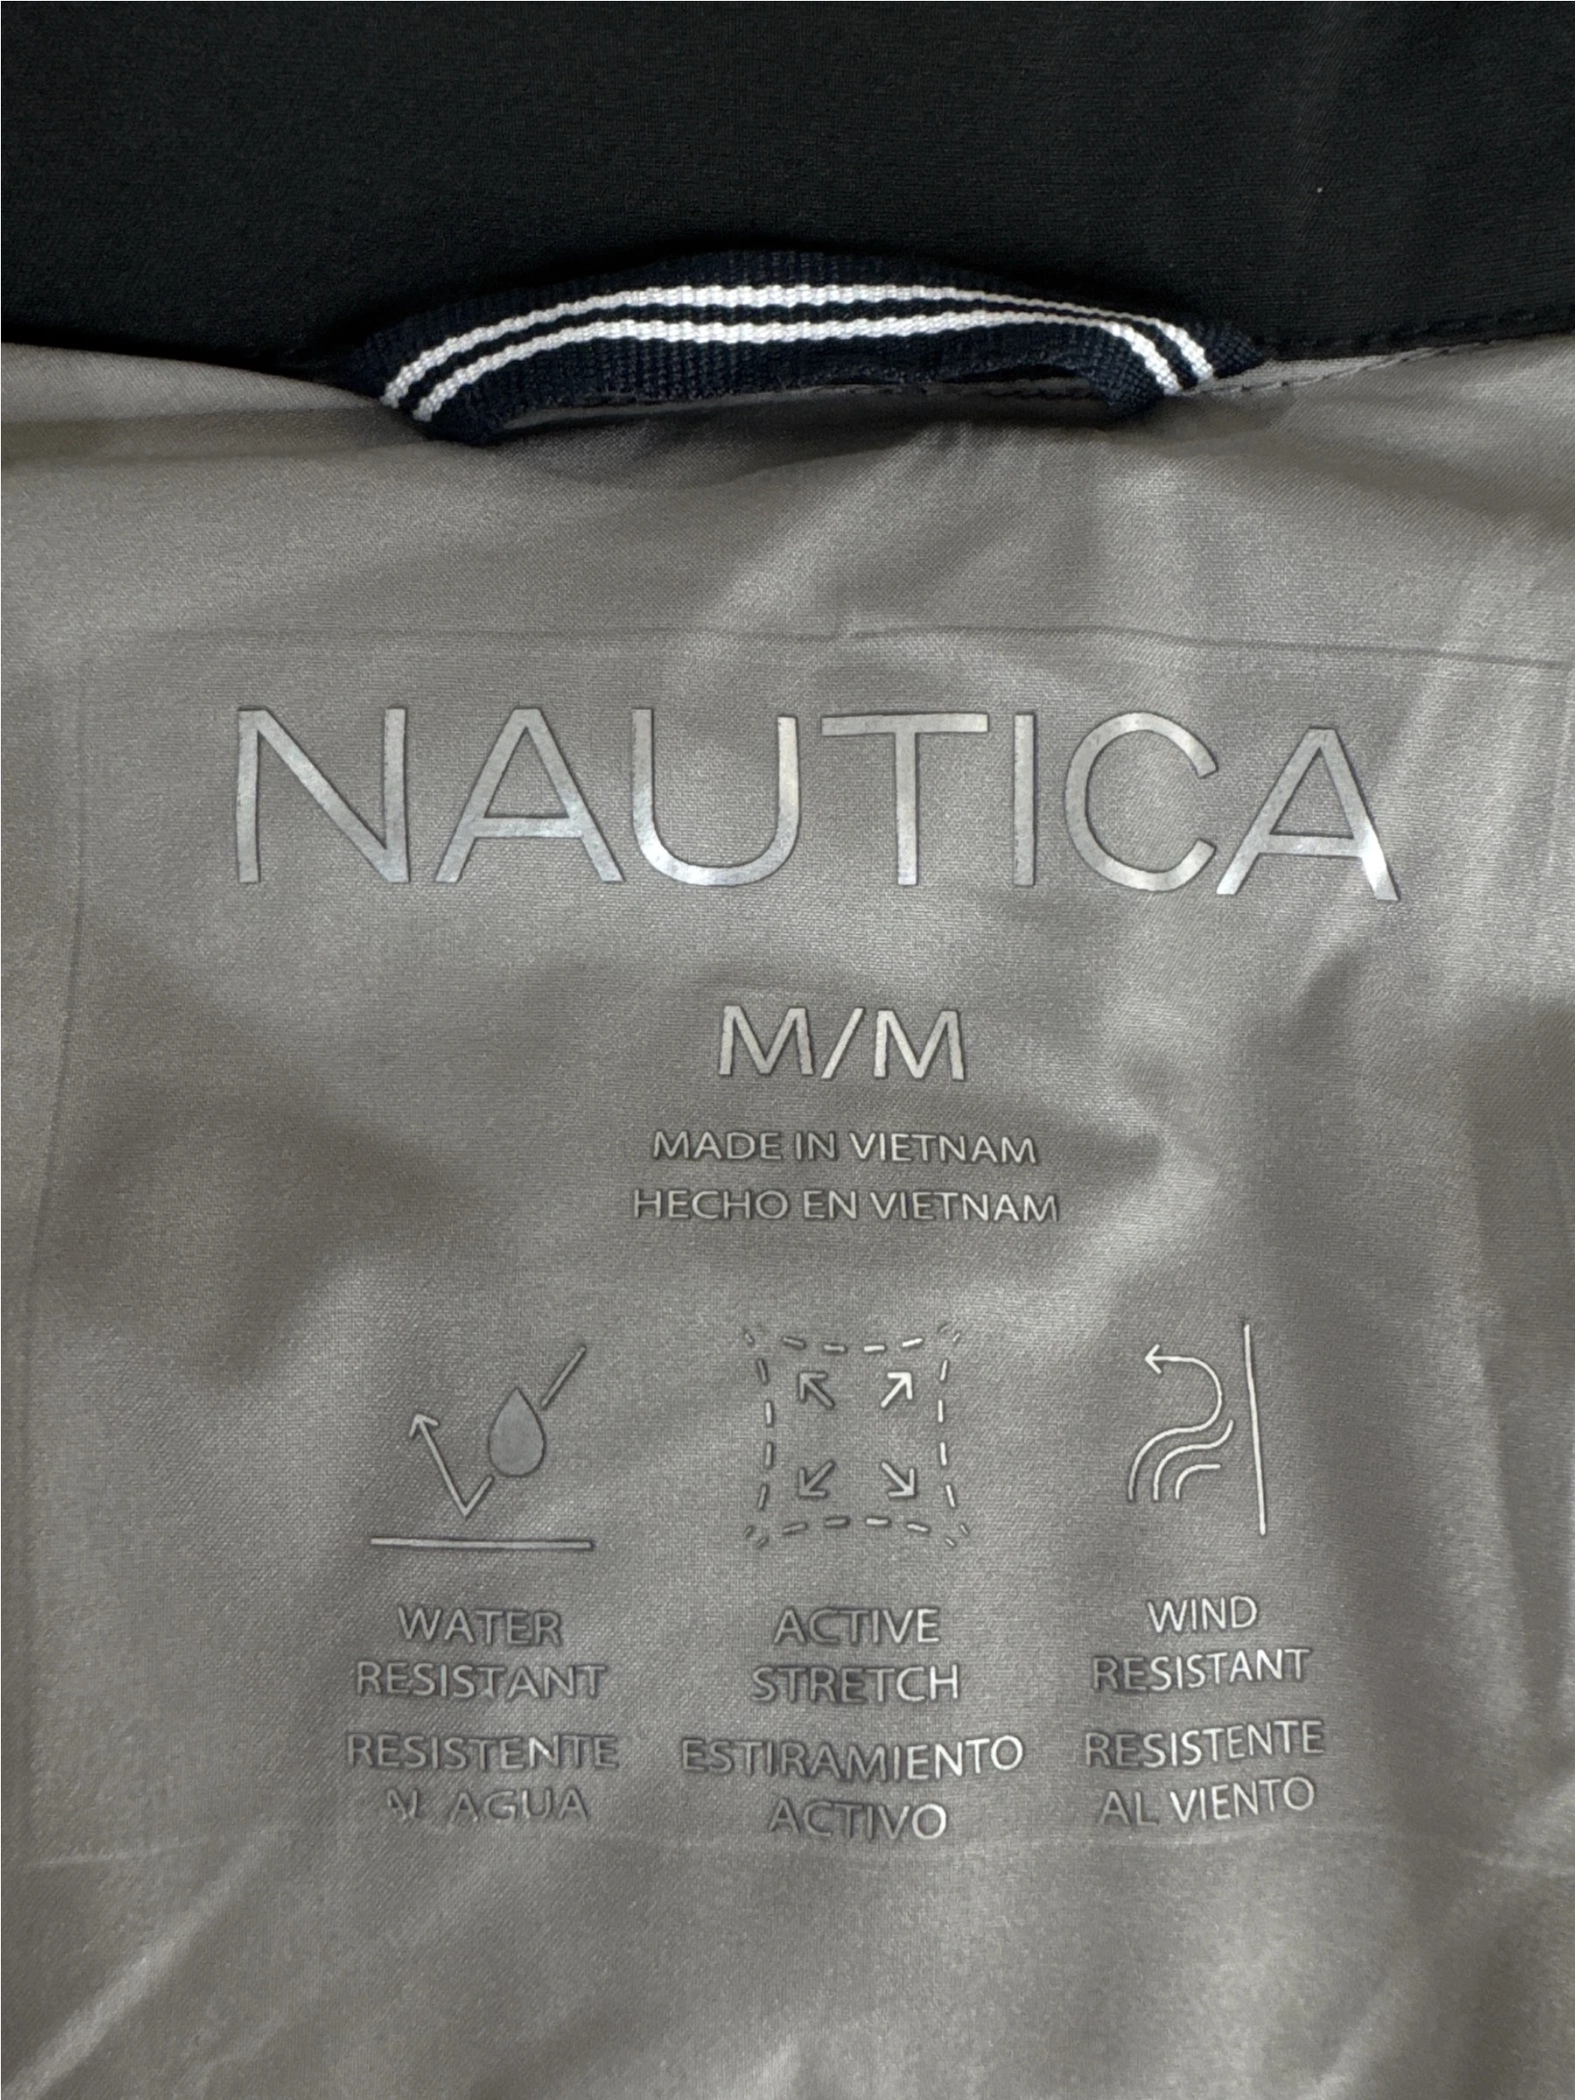 NAUTICA
M/M
MADE IN VIETNAM
HECHO EN VIETNAM
WATER
RESISTANT
RESISTENTE
AL AGUA
ACTIVE
STRETCH
ESTIRAMIENTO
ACTIVO
WIND
RESISTANT
RESISTENTE
AL VIENTO